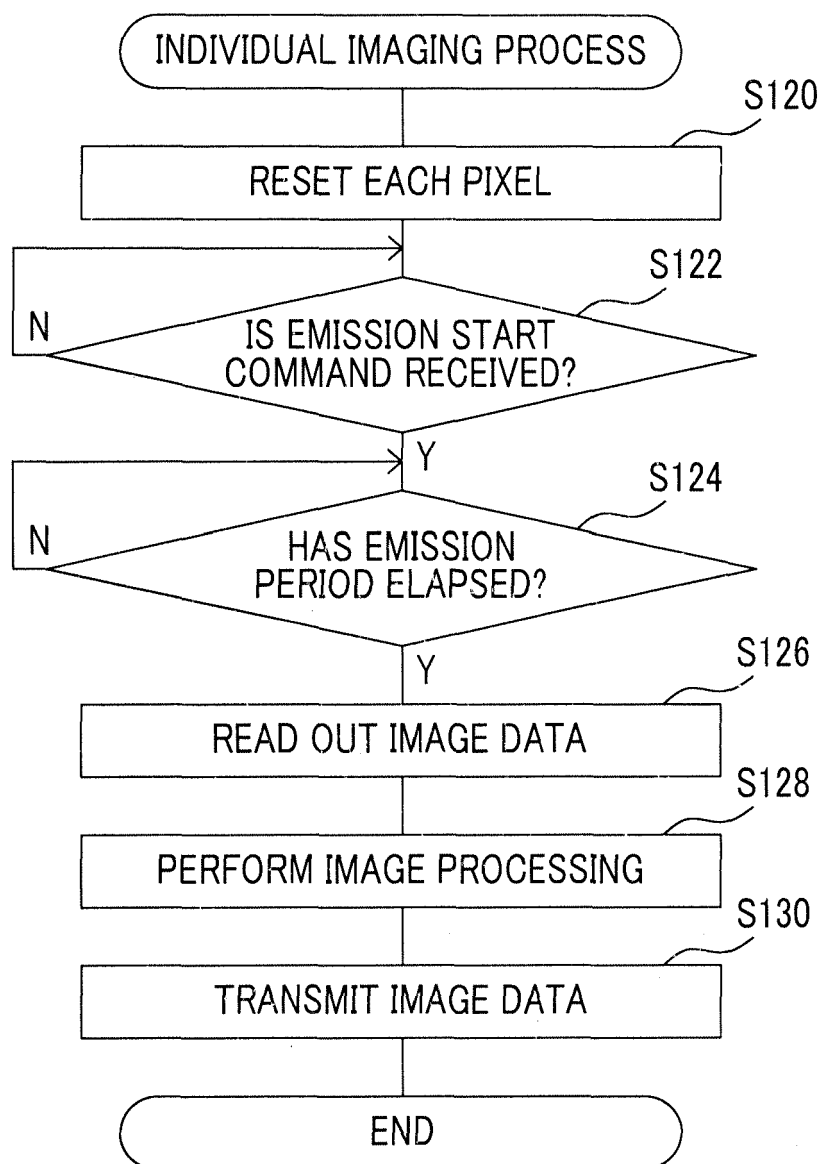 INDIVIDUAL IMAGING PROCESS
S120
RESET EACH PIXEL
S122
N
IS EMISSION START
COMMAND RECEIVED?
Y
S124
N
HAS EMISSION
PERIOD ELAPSED?
Y
S126
READ OUT IMAGE DATA
S128
PERFORM IMAGE PROCESSING
S130
TRANSMIT IMAGE DATA
END